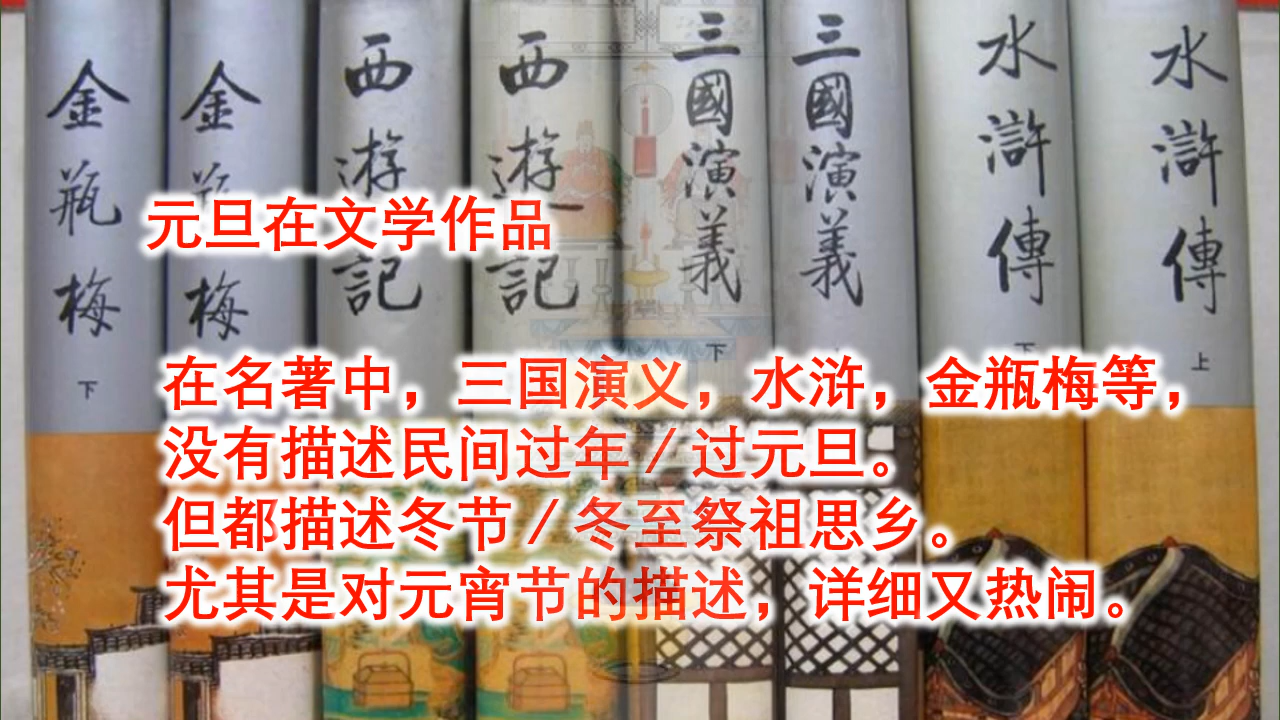 金瓶梅
下
金瓶梅
西遊記
西遊記
三國演義
下
三國演義
水滸傳
下
水滸傳
上
元旦在文学作品
在名著中，三国演义，水浒，金瓶梅等，
没有描述民间过年／过元旦。
但都描述冬节／冬至祭祖思乡。
尤其是对元宵节的描述，详细又热闹。